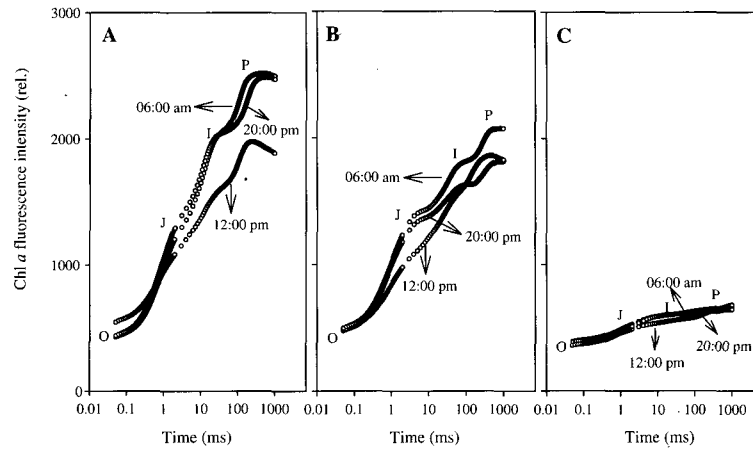 A
B
C
3000
2500
2000
1000
0
Chl a fluorescence intensity (rel.)
P
06:00 am
I
20:00 pm
J
12:00 pm
O
P
I
06:00 am
J
20:00 pm
12:00 pm
O
06:00 am
J
I
P
12:00 pm
20:00 pm
O
0.01 0.1 1 10 100 1000
0.01 0.1 1 10 100 1000
0.01 0.1 1 10 100 1000
Time (ms)
Time (ms)
Time (ms)